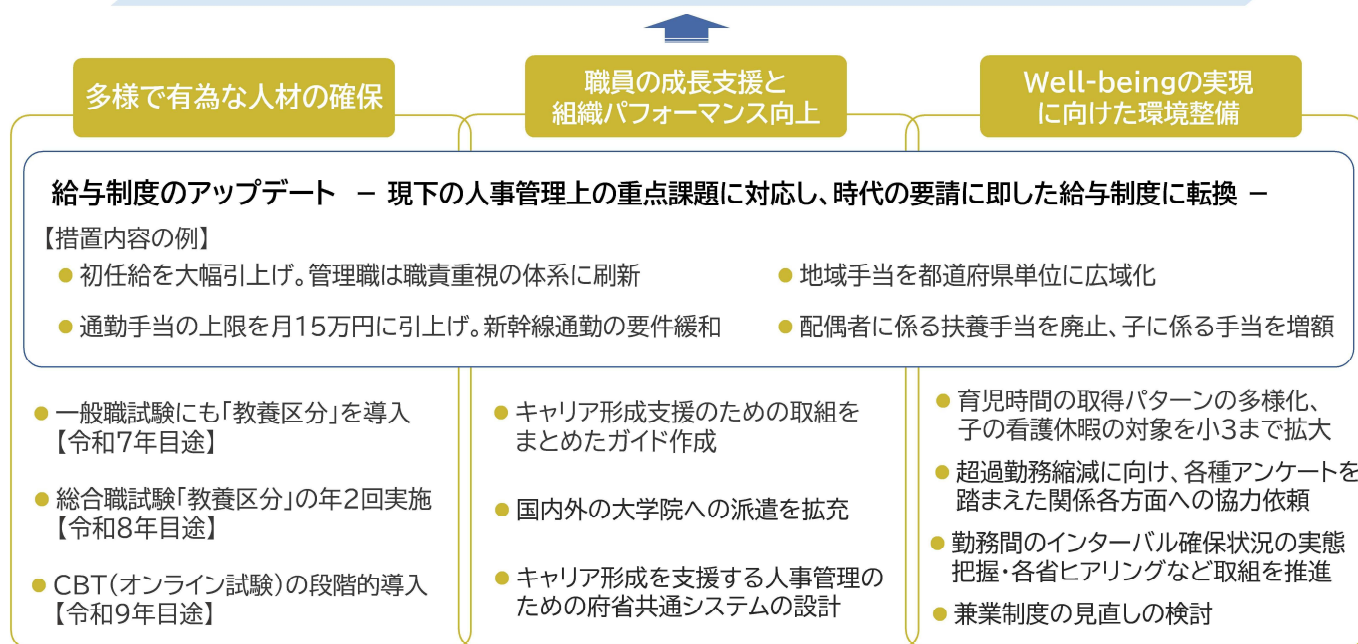 多様で有為な人材の確保
職員の成長支援と
組織パフォーマンス向上
Well-beingの実現
に向けた環境整備
給与制度のアップデート － 現下の人事管理上の重点課題に対応し、時代の要請に即した給与制度に転換 －
【措置内容の例】
● 初任給を大幅引上げ。管理職は職責重視の体系に刷新
● 地域手当を都道府県単位に広域化
● 通勤手当の上限を月15万円に引上げ。新幹線通勤の要件緩和
● 配偶者に係る扶養手当を廃止、子に係る手当を増額
● 一般職試験にも「教養区分」を導入
【令和7年目途】
● 総合職試験「教養区分」の年2回実施
【令和8年目途】
● CBT(オンライン試験)の段階的導入
【令和9年目途】
● キャリア形成支援のための取組を
まとめたガイド作成
● 国内外の大学院への派遣を拡充
● キャリア形成を支援する人事管理の
ための府省共通システムの設計
● 育児時間の取得パターンの多様化、
子の看護休暇の対象を小3まで拡大
● 超過勤務縮減に向け、各種アンケートを
踏まえた関係各方面への協力依頼
● 勤務間のインターバル確保状況の実態
把握・各省ヒアリングなど取組を推進
● 兼業制度の見直しの検討